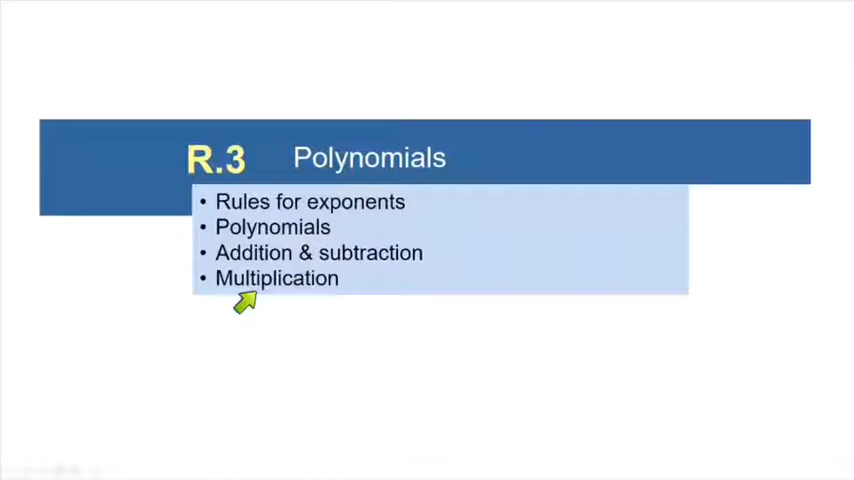 R.3 Polynomials
• Rules for exponents
• Polynomials
• Addition & subtraction
• Multiplication